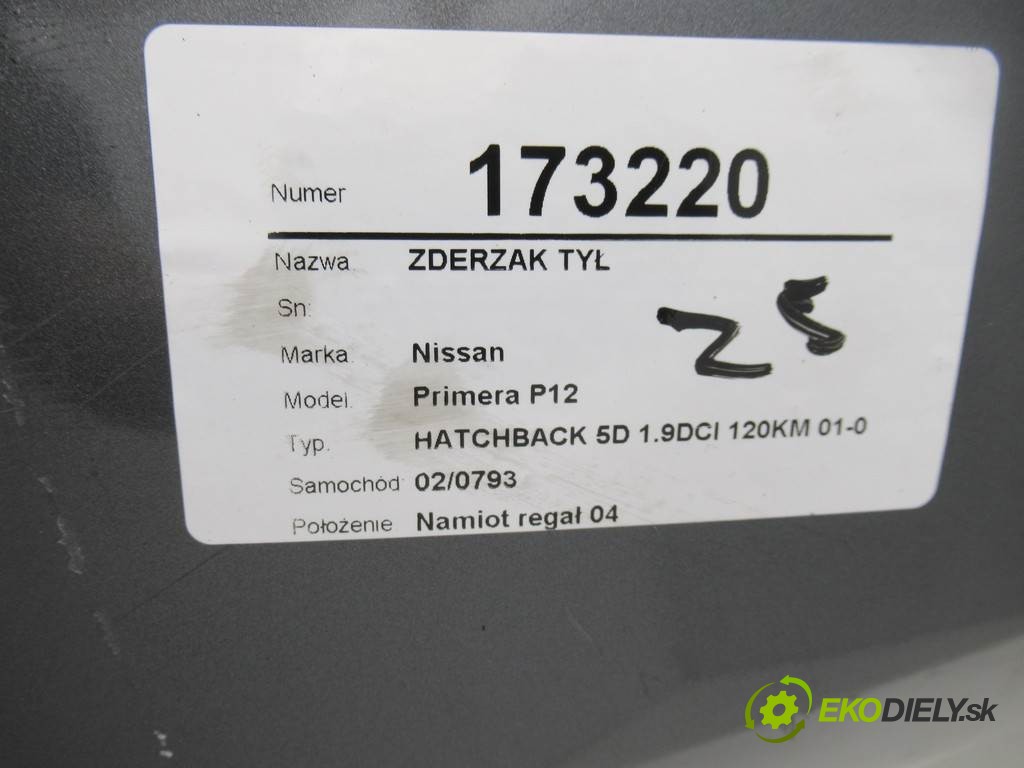 Numer 173220
Nazwa: ZDERZAK TYŁ
Sn:
Marka: Nissan
Model: Primera P12
Typ: HATCHBACK 5D 1.9DCI 120KM 01-0
Samochód: 02/0793
Położenie Namiot regał 04
EKODIELY.sk